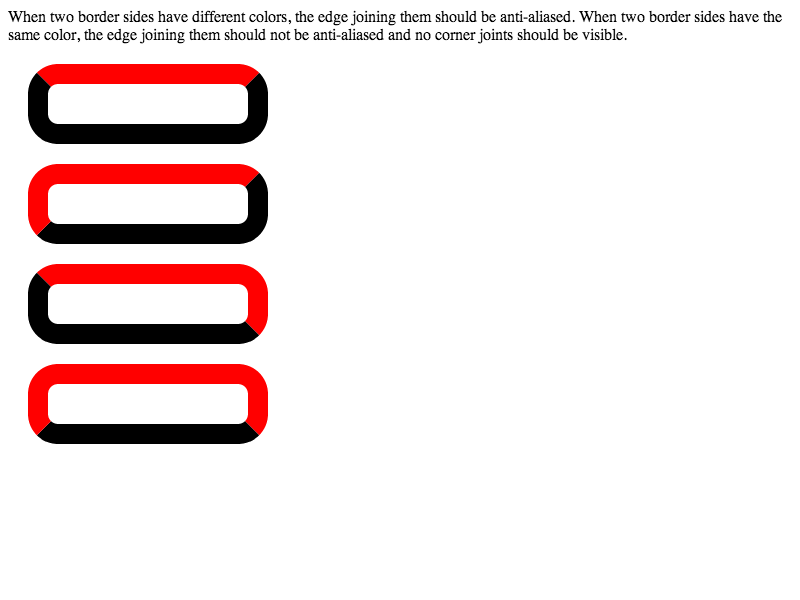 When two border sides have different colors, the edge joining them should be anti-aliased. When two border sides have the
same color, the edge joining them should not be anti-aliased and no corner joints should be visible.